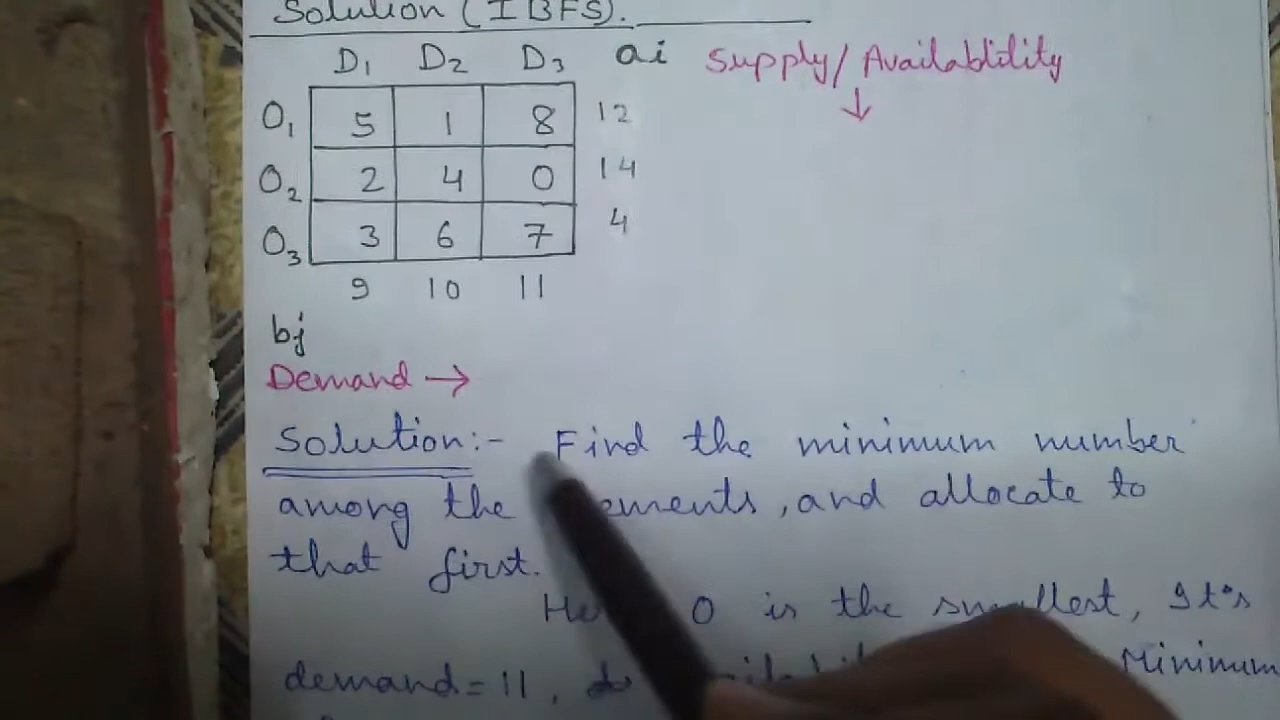 Solution (IBFS).
D1 D2 D3 ai Supply/Availablility
O1 5 1 8 12
O2 2 4 0 14
O3 3 6 7 4
9 10 11
bj
Demand →
Solution:- Find the minimum number
among the ements, and allocate to
that first.
0 is the smallest, It's
demand = 11, Minimum